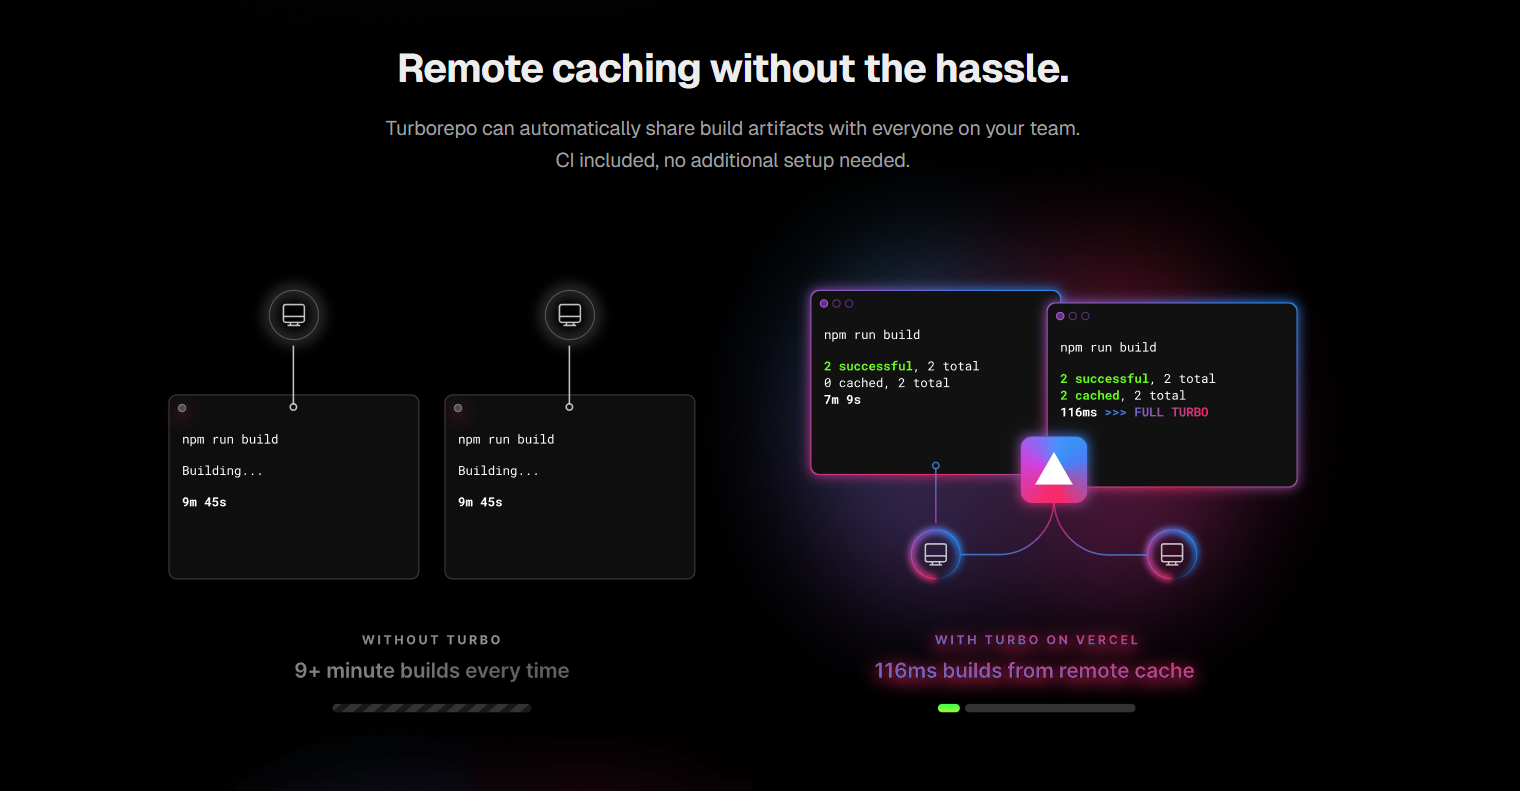 Remote caching without the hassle.
Turborepo can automatically share build artifacts with everyone on your team.
CI included, no additional setup needed.
npm run build
Building...
9m 45s
npm run build
Building...
9m 45s
npm run build
2 successful, 2 total
0 cached, 2 total
7m 9s
npm run build
2 successful, 2 total
2 cached, 2 total
116ms >>> FULL TURBO
WITHOUT TURBO
9+ minute builds every time
WITH TURBO ON VERCEL
116ms builds from remote cache